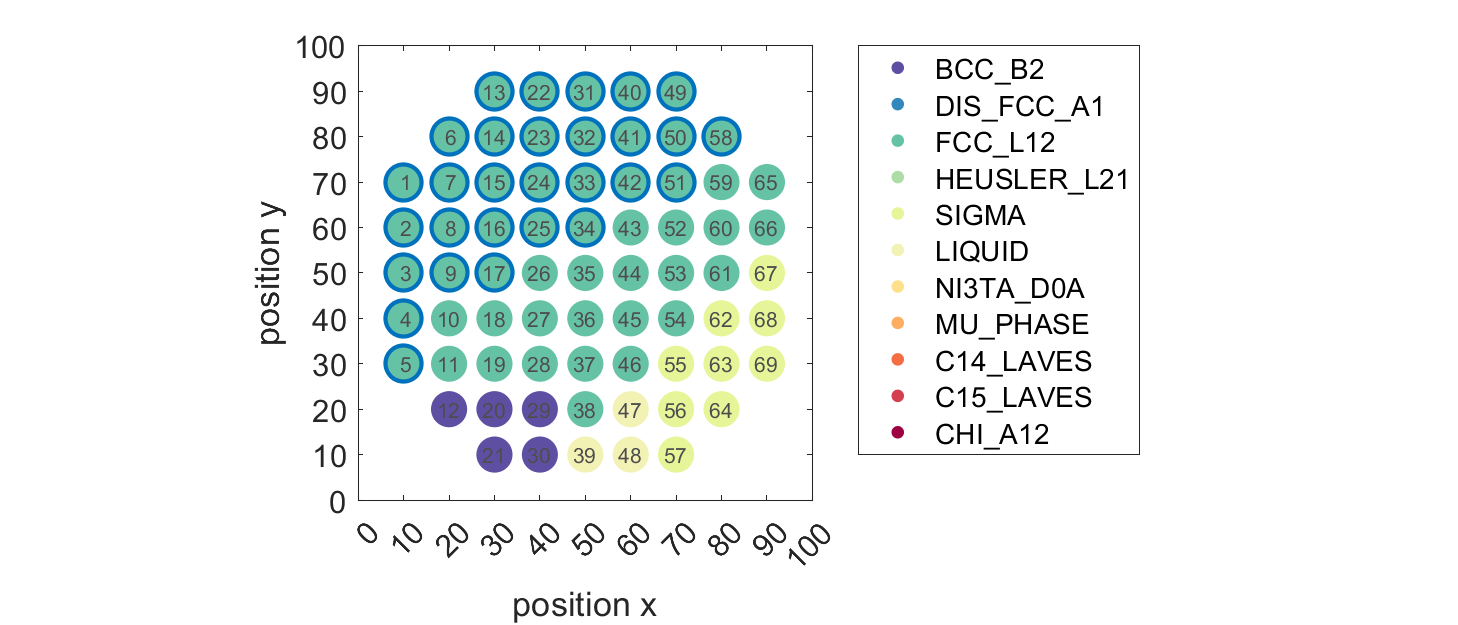 100
90
80
70
60
50
40
30
20
10
0
position y
13 22 31 40 49
6 14 23 32 41 50 58
1 7 15 24 33 42 51 59 65
2 8 16 25 34 43 52 60 66
3 9 17 26 35 44 53 61 67
4 10 18 27 36 45 54 62 68
5 11 19 28 37 46 55 63 69
12 20 29 38 47 56 64
21 30 39 48 57
0 10 20 30 40 50 60 70 80 90 100
position x
BCC_B2
DIS_FCC_A1
FCC_L12
HEUSLER_L21
SIGMA
LIQUID
NI3TA_D0A
MU_PHASE
C14_LAVES
C15_LAVES
CHI_A12